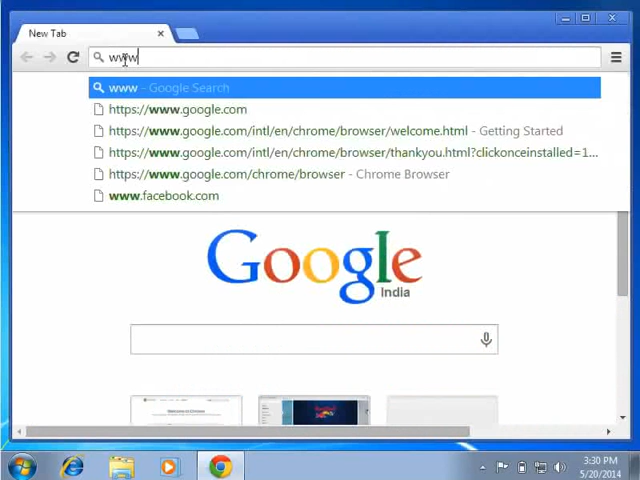 New Tab
www
www - Google Search
https://www.google.com
https://www.google.com/intl/en/chrome/browser/welcome.html - Getting Started
https://www.google.com/intl/en/chrome/browser/thankyou.html?clickonceinstalled=1...
https://www.google.com/chrome/browser - Chrome Browser
www.facebook.com
Google
India
3:30 PM
5/20/2014